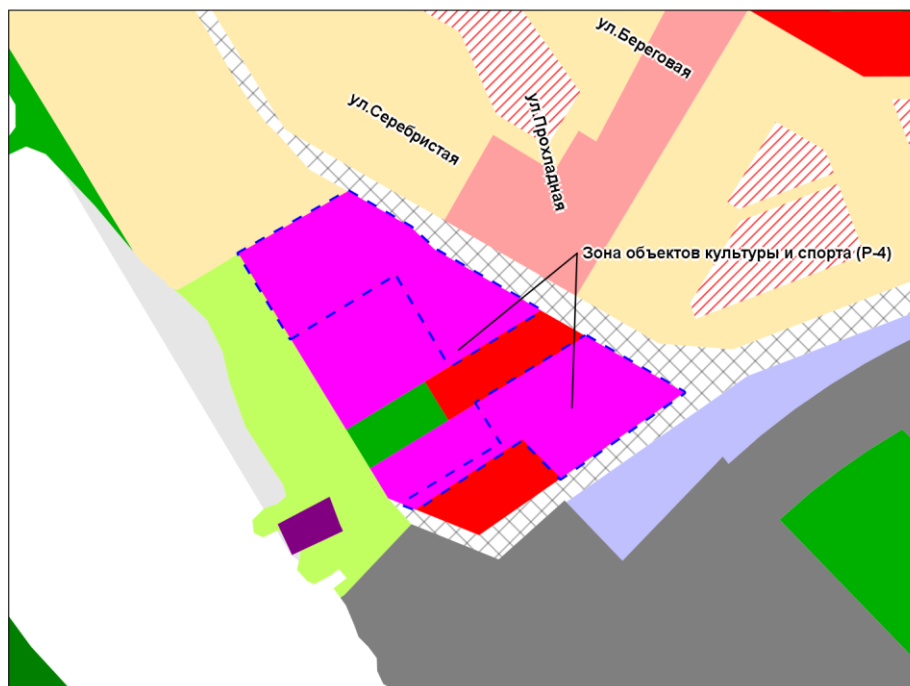 ул.Береговая
ул.Серебристая
ул.Прохладная
Зона объектов культуры и спорта (Р-4)